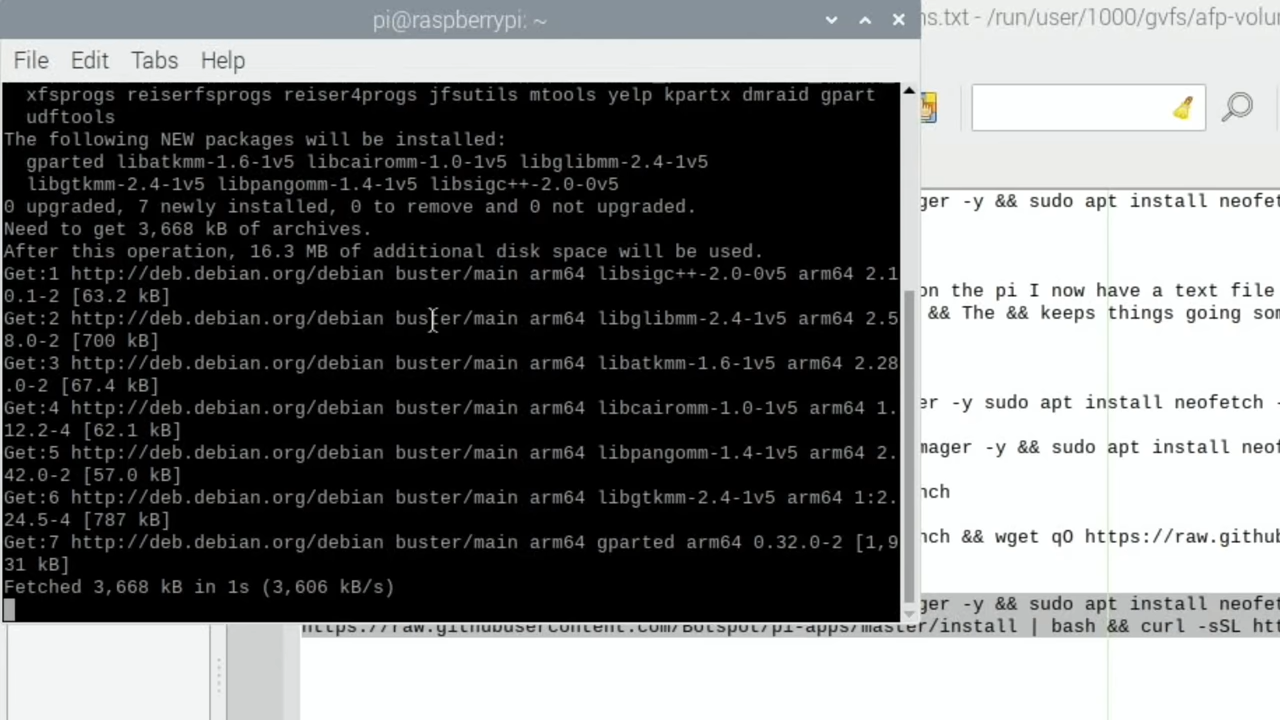 pi@raspberrypi: ~
ns.txt - /run/user/1000/gvfs/afp-volu
File Edit Tabs Help
xfsprogs reiserfsprogs reiser4progs jfsutils mtools yelp kpartx dmraid gpart
udftools
The following NEW packages will be installed:
gparted libatkmm-1.6-1v5 libcairomm-1.0-1v5 libglibmm-2.4-1v5
libgtkmm-2.4-1v5 libpangomm-1.4-1v5 libsigc++-2.0-0v5
0 upgraded, 7 newly installed, 0 to remove and 0 not upgraded.
Need to get 3,668 kB of archives.
After this operation, 16.3 MB of additional disk space will be used.
Get:1 http://deb.debian.org/debian buster/main arm64 libsigc++-2.0-0v5 arm64 2.1
0.1-2 [63.2 kB]
Get:2 http://deb.debian.org/debian buster/main arm64 libglibmm-2.4-1v5 arm64 2.5
8.0-2 [700 kB]
Get:3 http://deb.debian.org/debian buster/main arm64 libatkmm-1.6-1v5 arm64 2.28
.0-2 [67.4 kB]
Get:4 http://deb.debian.org/debian buster/main arm64 libcairomm-1.0-1v5 arm64 1.
12.2-4 [62.1 kB]
Get:5 http://deb.debian.org/debian buster/main arm64 libpangomm-1.4-1v5 arm64 2.
42.0-2 [57.0 kB]
Get:6 http://deb.debian.org/debian buster/main arm64 libgtkmm-2.4-1v5 arm64 1:2.
24.5-4 [787 kB]
Get:7 http://deb.debian.org/debian buster/main arm64 gparted arm64 0.32.0-2 [1,9
31 kB]
Fetched 3,668 kB in 1s (3,606 kB/s)
ger -y && sudo apt install neofet
on the pi I now have a text file
&& The && keeps things going som
er -y sudo apt install neofetch -
mager -y && sudo apt install neof
nch
nch && wget qO https://raw.github
ger -y && sudo apt install neofet
https://raw.githubusercontent.com/Botspot/pi-apps/master/install | bash && curl -sSL htt